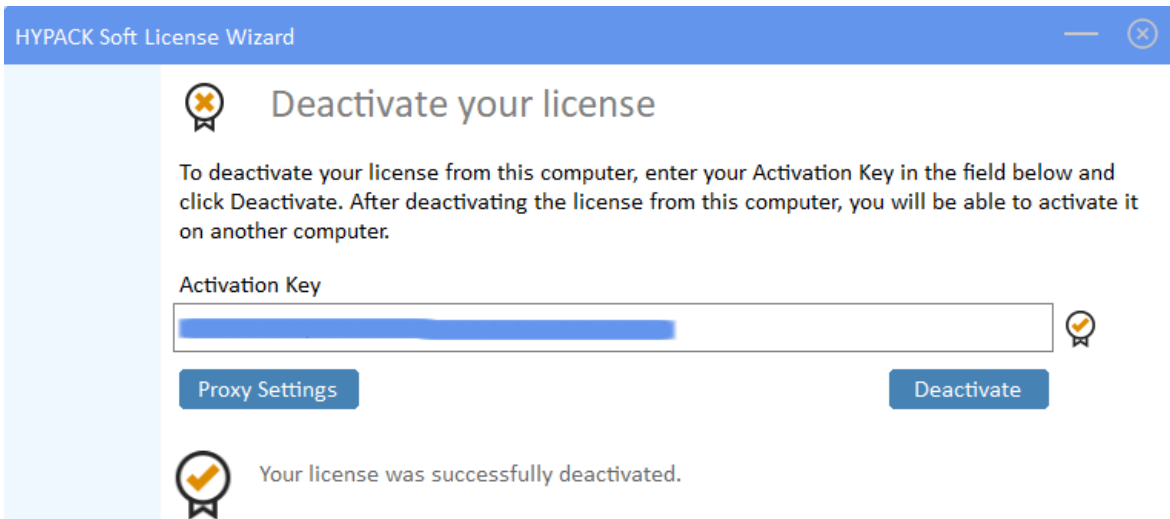 HYPACK Soft License Wizard
Deactivate your license
To deactivate your license from this computer, enter your Activation Key in the field below and
click Deactivate. After deactivating the license from this computer, you will be able to activate it
on another computer.
Activation Key
Proxy Settings
Deactivate
Your license was successfully deactivated.